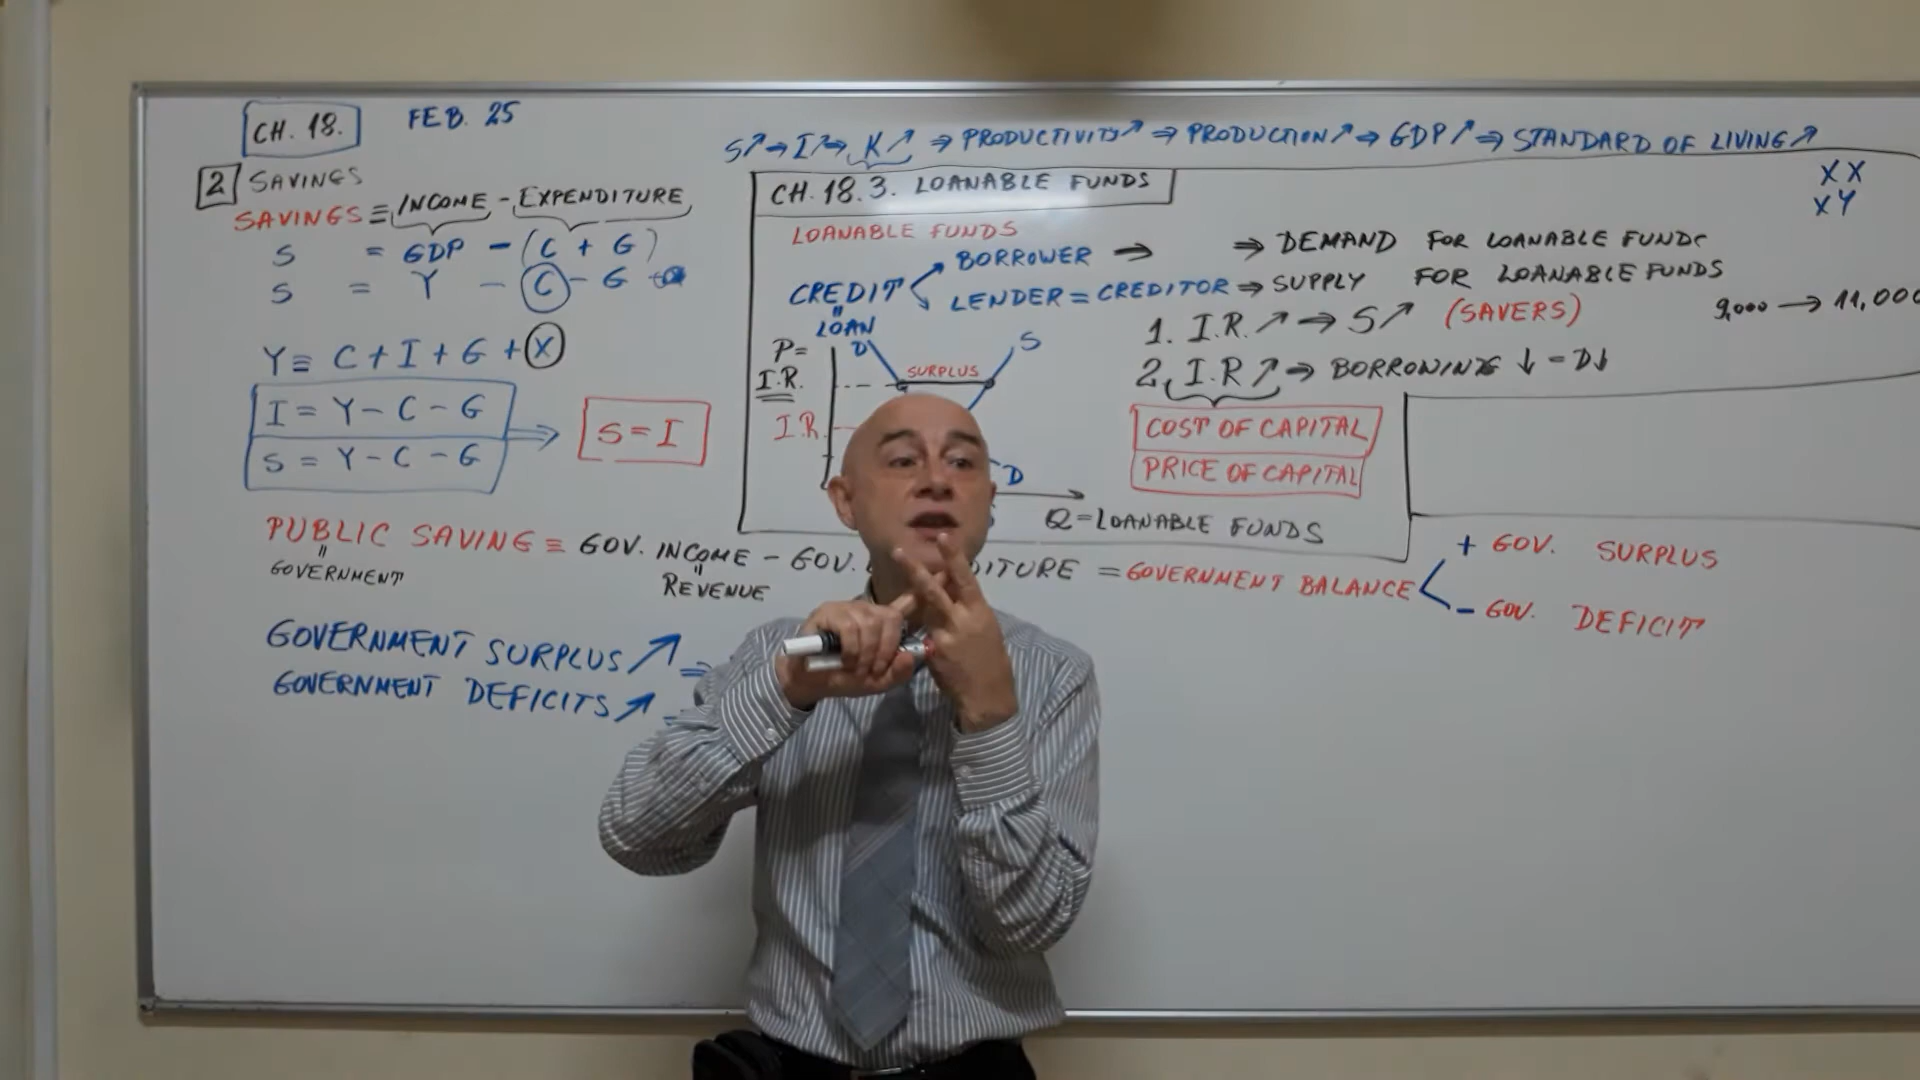 CH. 18. FEB. 25
2 SAVINGS
SAVINGS ≡ INCOME - EXPENDITURE
S = GDP - (C + G)
S = Y - C - G
Y ≡ C + I + G + X
I = Y - C - G
S = Y - C - G
⇒ S = I
S↗ → I↗ → K↗ ⇒ PRODUCTIVITY↗ ⇒ PRODUCTION↗ → GDP↗ ⇒ STANDARD OF LIVING↗
CH. 18.3. LOANABLE FUNDS
LOANABLE FUNDS
BORROWER → ⇒ DEMAND FOR LOANABLE FUNDS
CREDIT
LENDER = CREDITOR ⇒ SUPPLY FOR LOANABLE FUNDS
"
LOAN
P=
I.R.
I.R.
D
S
SURPLUS
D
Q=LOANABLE FUNDS
1. I.R.↗ → S↗ (SAVERS)
2. I.R↗ → BORROWING ↓ - D↓
COST OF CAPITAL
PRICE OF CAPITAL
XX
XY
9,000 → 11,000
PUBLIC SAVING ≡ GOV. INCOME - GOV. DITURE = GOVERNMENT BALANCE
"
GOVERNMENT
"
REVENUE
+ GOV. SURPLUS
- GOV. DEFICIT
GOVERNMENT SURPLUS↗ ⇒
GOVERNMENT DEFICITS↗